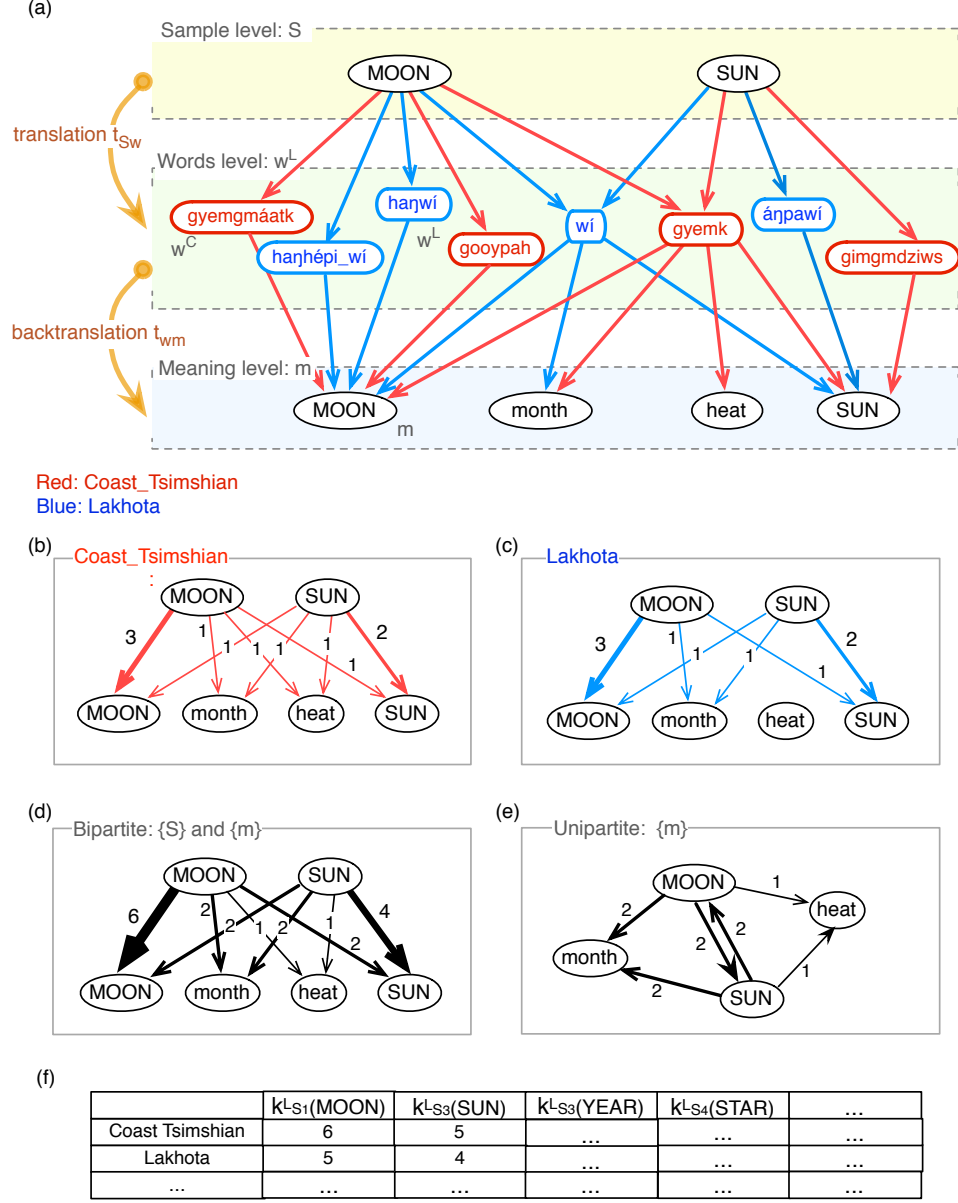 (a)
Sample level: S
MOON SUN
translation t_Sw
Words level: w^L
gyemgmáatk haŋwí wí gyemk áŋpawí
w^C haŋhépi_wí w^L gooypah gimgmdziws
backtranslation t_wm
Meaning level: m
MOON month heat SUN
m
Red: Coast_Tsimshian
Blue: Lakhota
(b) Coast_Tsimshian
:
MOON SUN
3 1 1 1 1 1 1 2
MOON month heat SUN
(c) Lakhota
MOON SUN
3 1 1 1 1 2
MOON month heat SUN
(d) Bipartite: {S} and {m}
MOON SUN
6 2 2 1 2 1 2 4
MOON month heat SUN
(e) Unipartite: {m}
MOON 1 heat
2 2 2
month 1
2 SUN
(f)
k^L_S1(MOON) k^L_S3(SUN) k^L_S3(YEAR) k^L_S4(STAR) ...
Coast Tsimshian 6 5 ... ... ...
Lakhota 5 4 ... ... ...
... ... ... ... ... ...